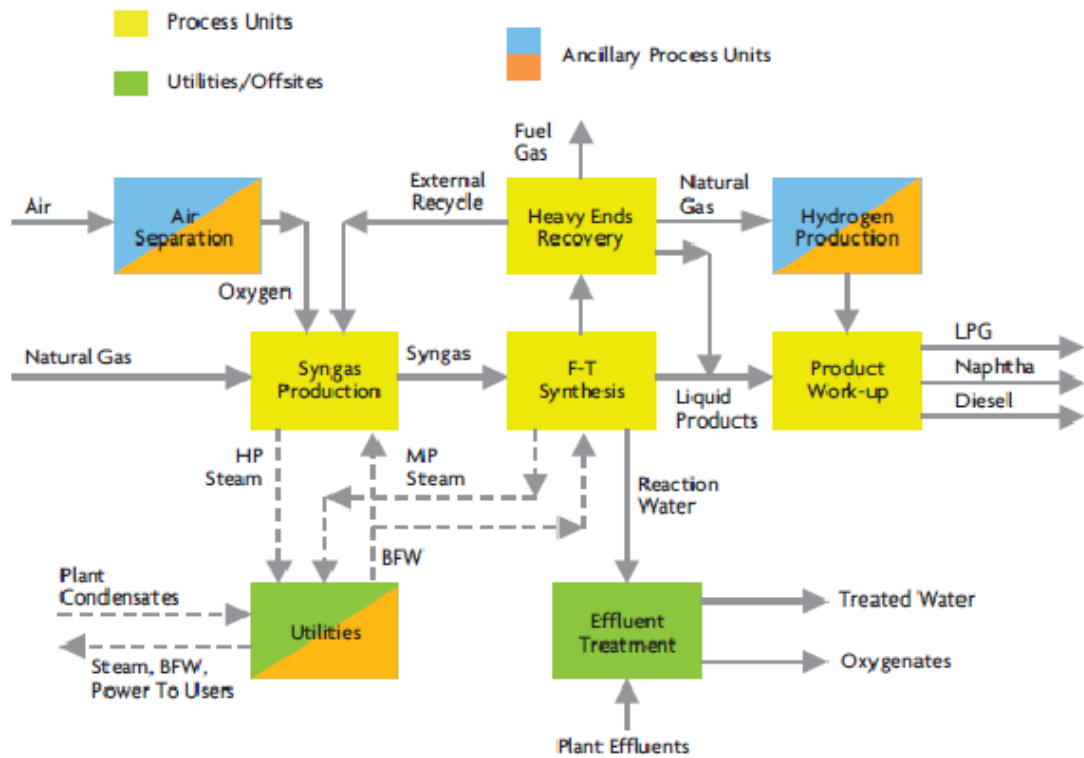 Process Units
Ancillary Process Units
Utilities/Offsites
Fuel
Gas
External
Recycle
Natural
Gas
Air
Air
Separation
Heavy Ends
Recovery
Hydrogen
Production
Oxygen
Natural Gas
Syngas
Production
Syngas
F-T
Synthesis
Liquid
Products
Product
Work-up
LPG
Naphtha
Diesel
HP
Steam
MP
Steam
Reaction
Water
BFW
Plant
Condensates
Utilities
Steam, BFW,
Power To Users
Effluent
Treatment
Treated Water
Oxygenates
Plant Effluents